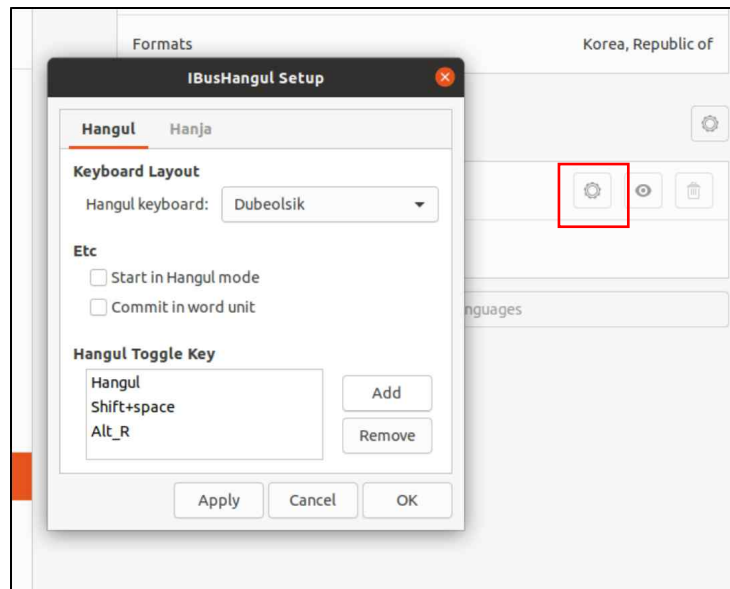 Formats
Korea, Republic of
IBusHangul Setup
Hangul
Hanja
Keyboard Layout
Hangul keyboard:
Dubeolsik
Etc
Start in Hangul mode
Commit in word unit
nguages
Hangul Toggle Key
Hangul
Shift+space
Alt_R
Add
Remove
Apply
Cancel
OK